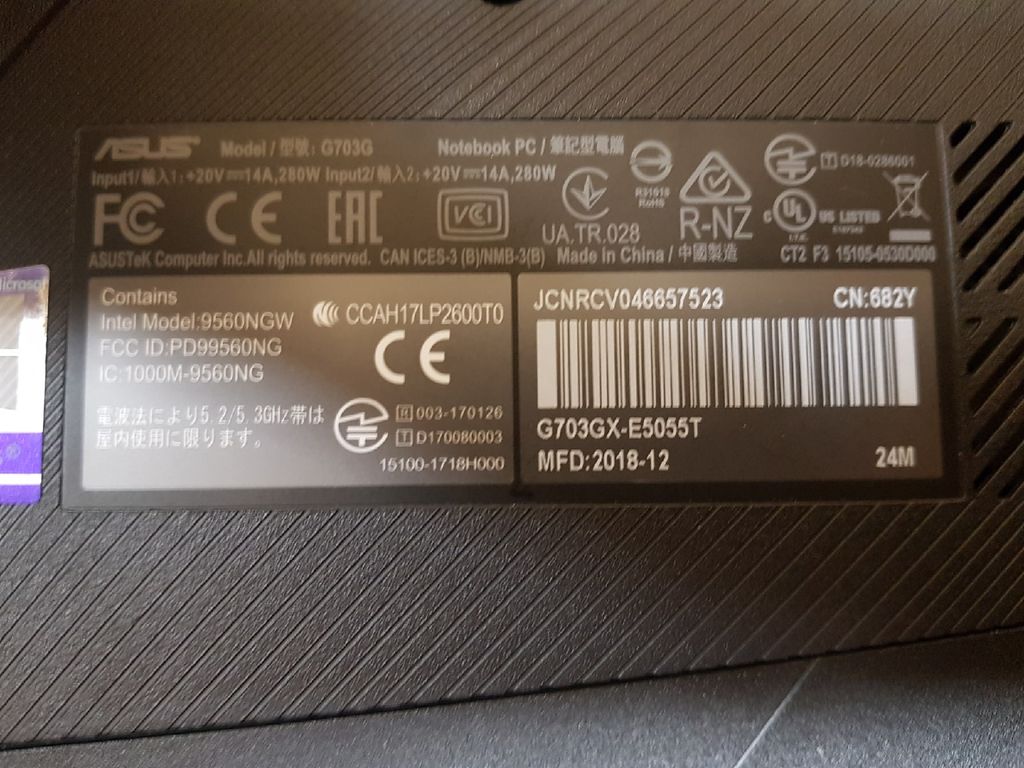 ASUS Model / 型號: G703G Notebook PC / 筆記型電腦
Input1/ 輸入1: +20V⎓14A,280W Input2/ 輸入2: +20V⎓14A,280W
R31018
RoHS
D18-0286001
FC CE EAC VCCI UA.TR.028 R-NZ C UL US LISTED
ASUSTeK Computer Inc.All rights reserved. CAN ICES-3 (B)/NMB-3(B) Made in China / 中國製造 CT2 F3 15105-0530D000
Microsoft
®
Contains
Intel Model:9560NGW
CCAH17LP2600T0
FCC ID:PD99560NG
IC:1000M-9560NG
CE
電波法により5.2/5.3GHz帯は
屋内使用に限ります。
R 003-170126
T D170080003
15100-1718H000
JCNRCV046657523 CN:682Y
G703GX-E5055T
MFD:2018-12 24M